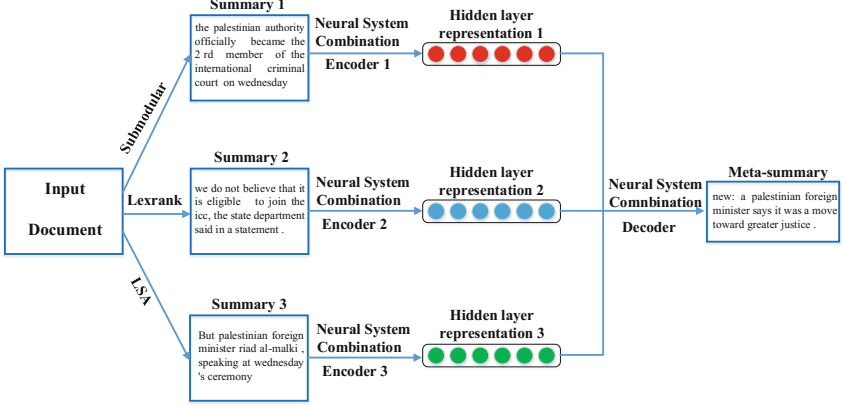 Summary 1
the palestinian authority
officially became the
2 rd member of the
international criminal
court on wednesday
Neural System
Combination
Encoder 1
Hidden layer
representation 1
Submodular
Input
Document
Lexrank
LSA
Summary 2
we do not believe that it
is eligible to join the
icc, the state department
said in a statement .
Neural System
Combination
Encoder 2
Hidden layer
representation 2
Neural System
Comnbination
Decoder
Meta-summary
new: a palestinian foreign
minister says it was a move
toward greater justice .
Summary 3
But palestinian foreign
minister riad al-malki ,
speaking at wednesday
's ceremony
Neural System
Combination
Encoder 3
Hidden layer
representation 3